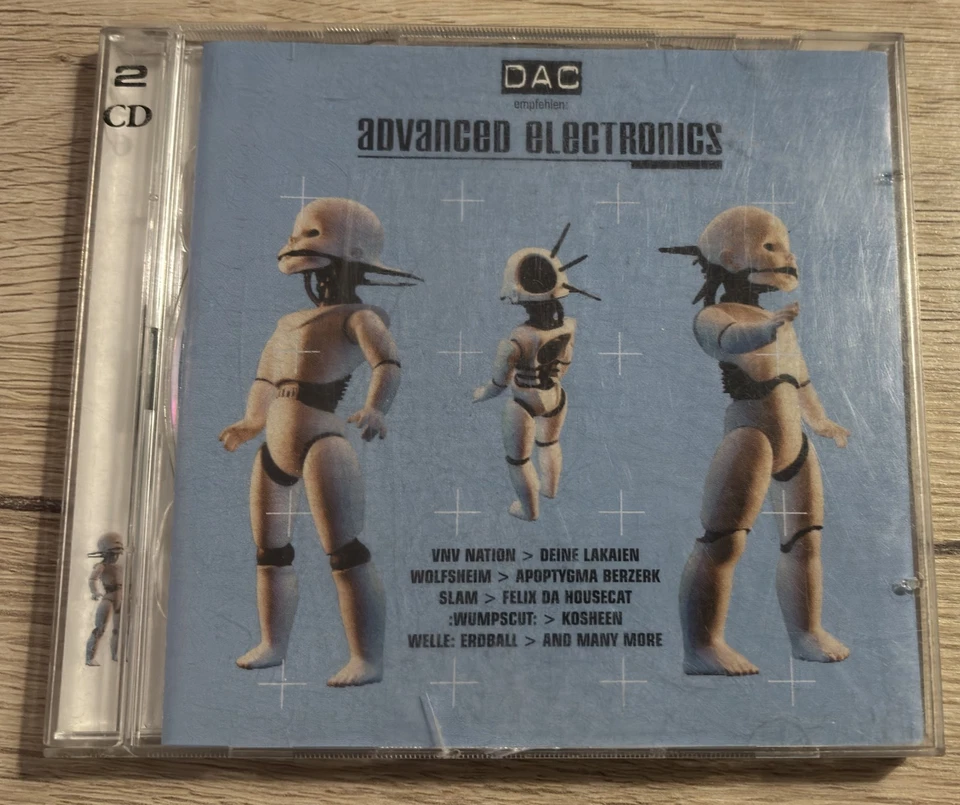 2
CD
DAC
empfehlen:
aDvanceD eLecTRonics
VNV NATION > DEINE LAKAIEN
WOLFSHEIM > APOPTYGMA BERZERK
SLAM > FELIX DA HOUSECAT
:WUMPSCUT: > KOSHEEN
WELLE: ERDBALL > AND MANY MORE